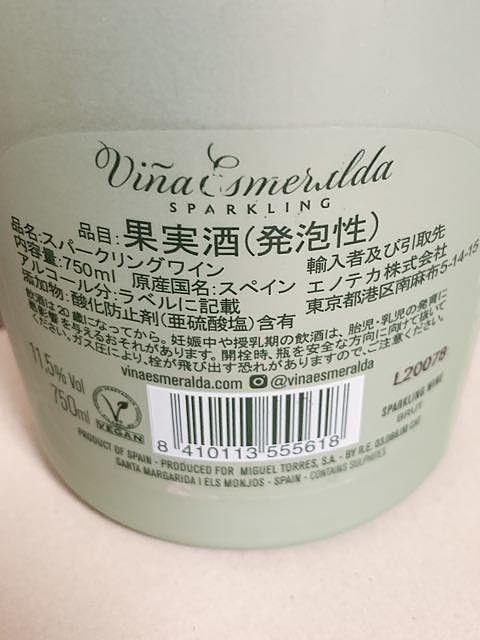 Viña Esmeralda
SPARKLING
品目:果実酒(発泡性)
品名:スパークリングワイン
内容量:750ml 原産国名:スペイン
アルコール分:ラベルに記載
添加物:酸化防止剤(亜硫酸塩)含有
輸入者及び引取先
エノテカ株式会社
東京都港区南麻布5-14-15
飲酒は20歳になってから。妊娠中や授乳期の飲酒は、胎児・乳児の発育に
悪影響を与えるおそれがあります。開栓時、瓶を安全な方向に向けて抜いて
ください。ガス圧により、栓が飛び出す恐れがありますので、ご注意ください。
vinaesmeralda.com @vinaesmeralda
11,5% Vol
750ml
VEGAN
8 410113 555618
L20078
SPARKLING WINE
BRUT
PRODUCT OF SPAIN - PRODUCED FOR MIGUEL TORRES, S.A. - BY R.E.
SANTA MARGARIDA I ELS MONJOS - SPAIN - CONTAINS SULPHITES